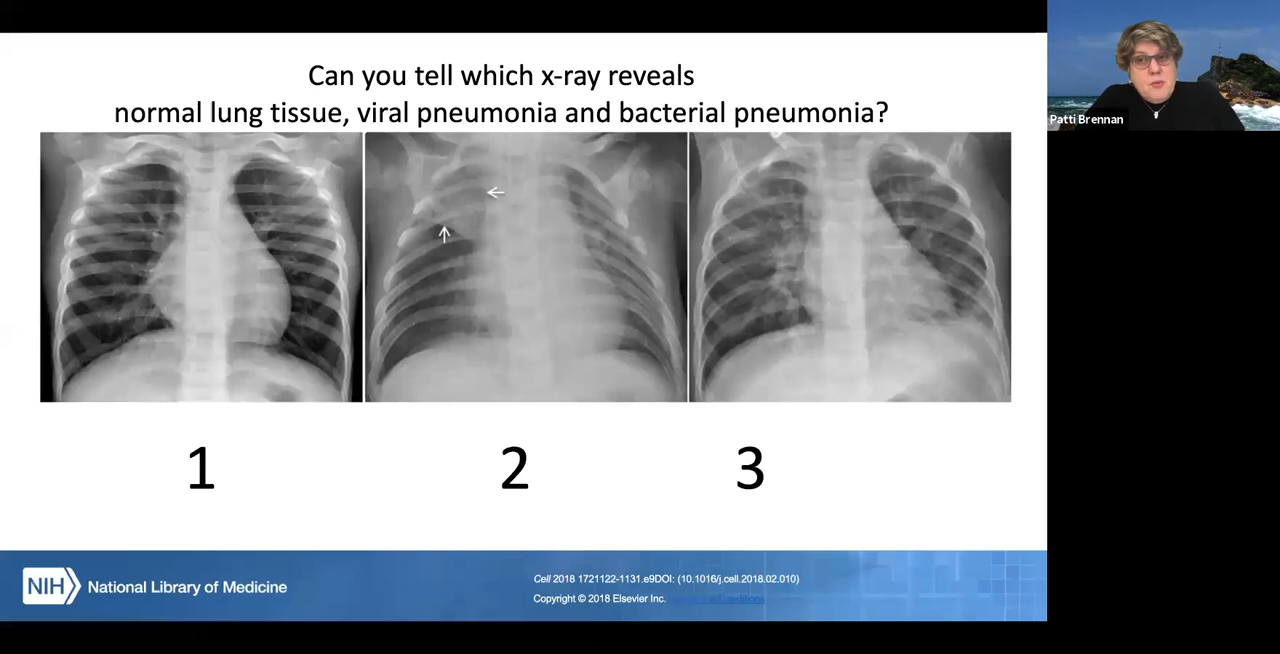 Can you tell which x-ray reveals
normal lung tissue, viral pneumonia and bacterial pneumonia?
Patti Brennan
1 2 3
NIH National Library of Medicine
Cell 2018 1721122-1131.e9DOI: (10.1016/j.cell.2018.02.010)
Copyright © 2018 Elsevier Inc.